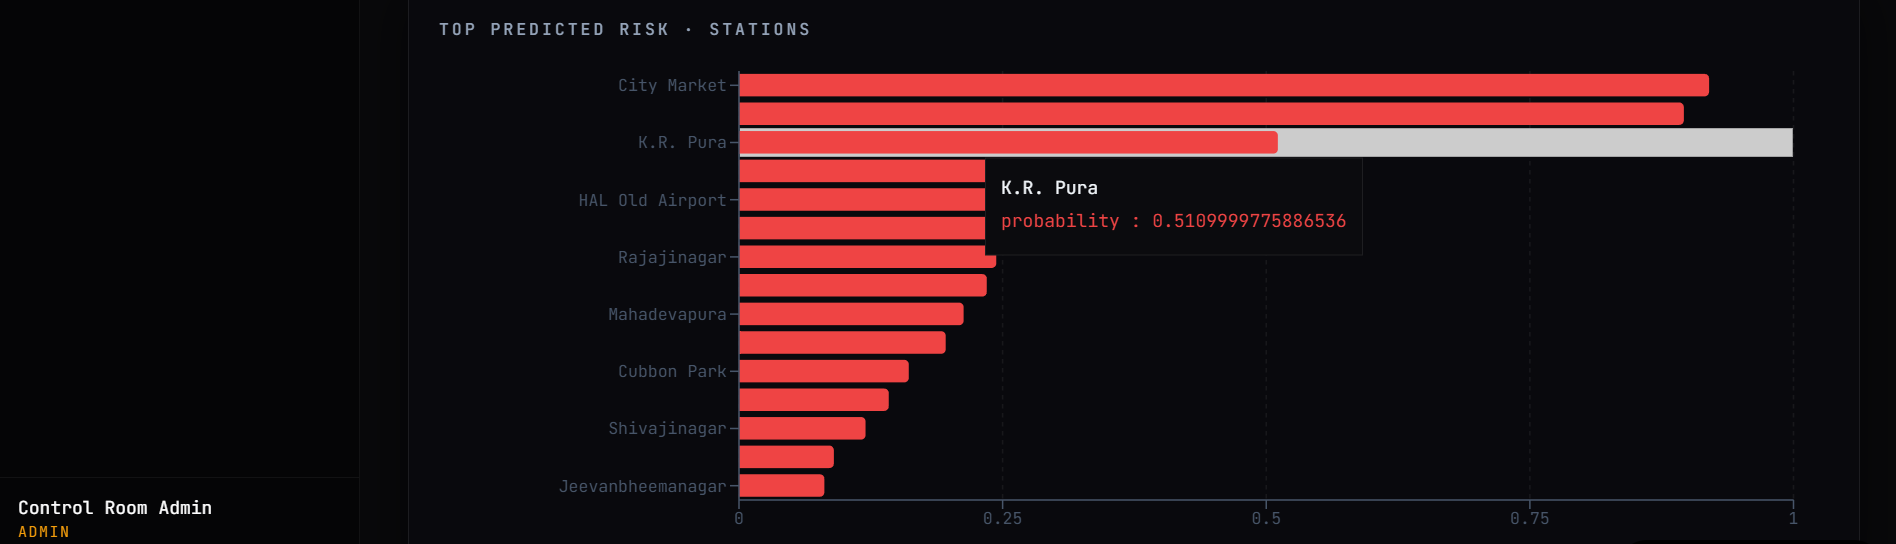 TOP PREDICTED RISK · STATIONS
City Market
K.R. Pura
HAL Old Airport
Rajajinagar
Mahadevapura
Cubbon Park
Shivajinagar
Jeevanbheemanagar
K.R. Pura
probability : 0.5109999775886536
0 0.25 0.5 0.75 1
Control Room Admin
ADMIN